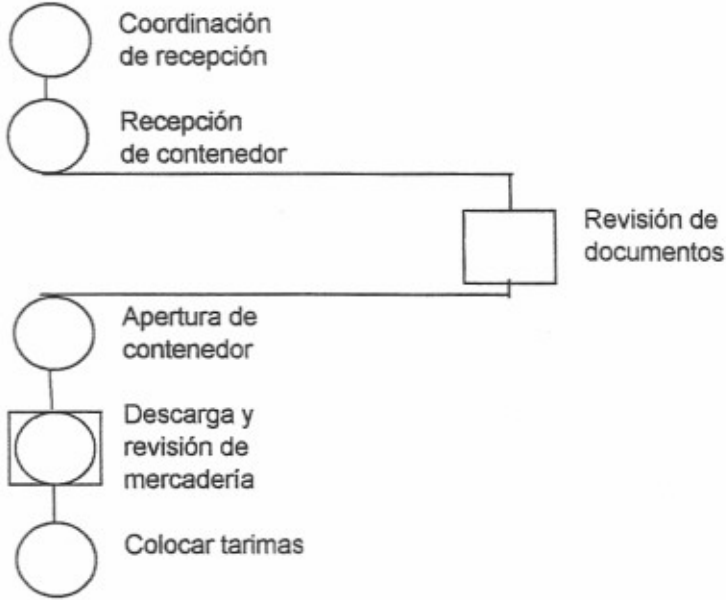 Coordinación
de recepción
Recepción
de contenedor
Revisión de
documentos
Apertura de
contenedor
Descarga y
revisión de
mercadería
Colocar tarimas